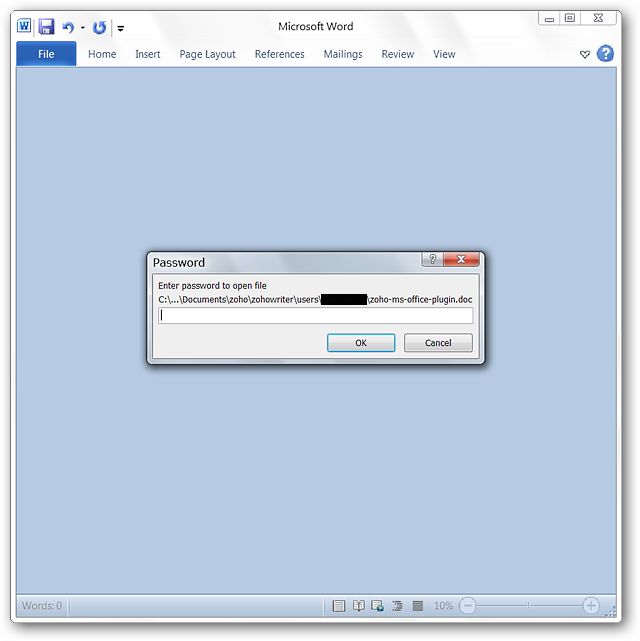 Microsoft Word
File Home Insert Page Layout References Mailings Review View
Password
Enter password to open file
C:\...\Documents\zoho\zohowriter\users\ \zoho-ms-office-plugin.doc
OK Cancel
Words: 0 10%